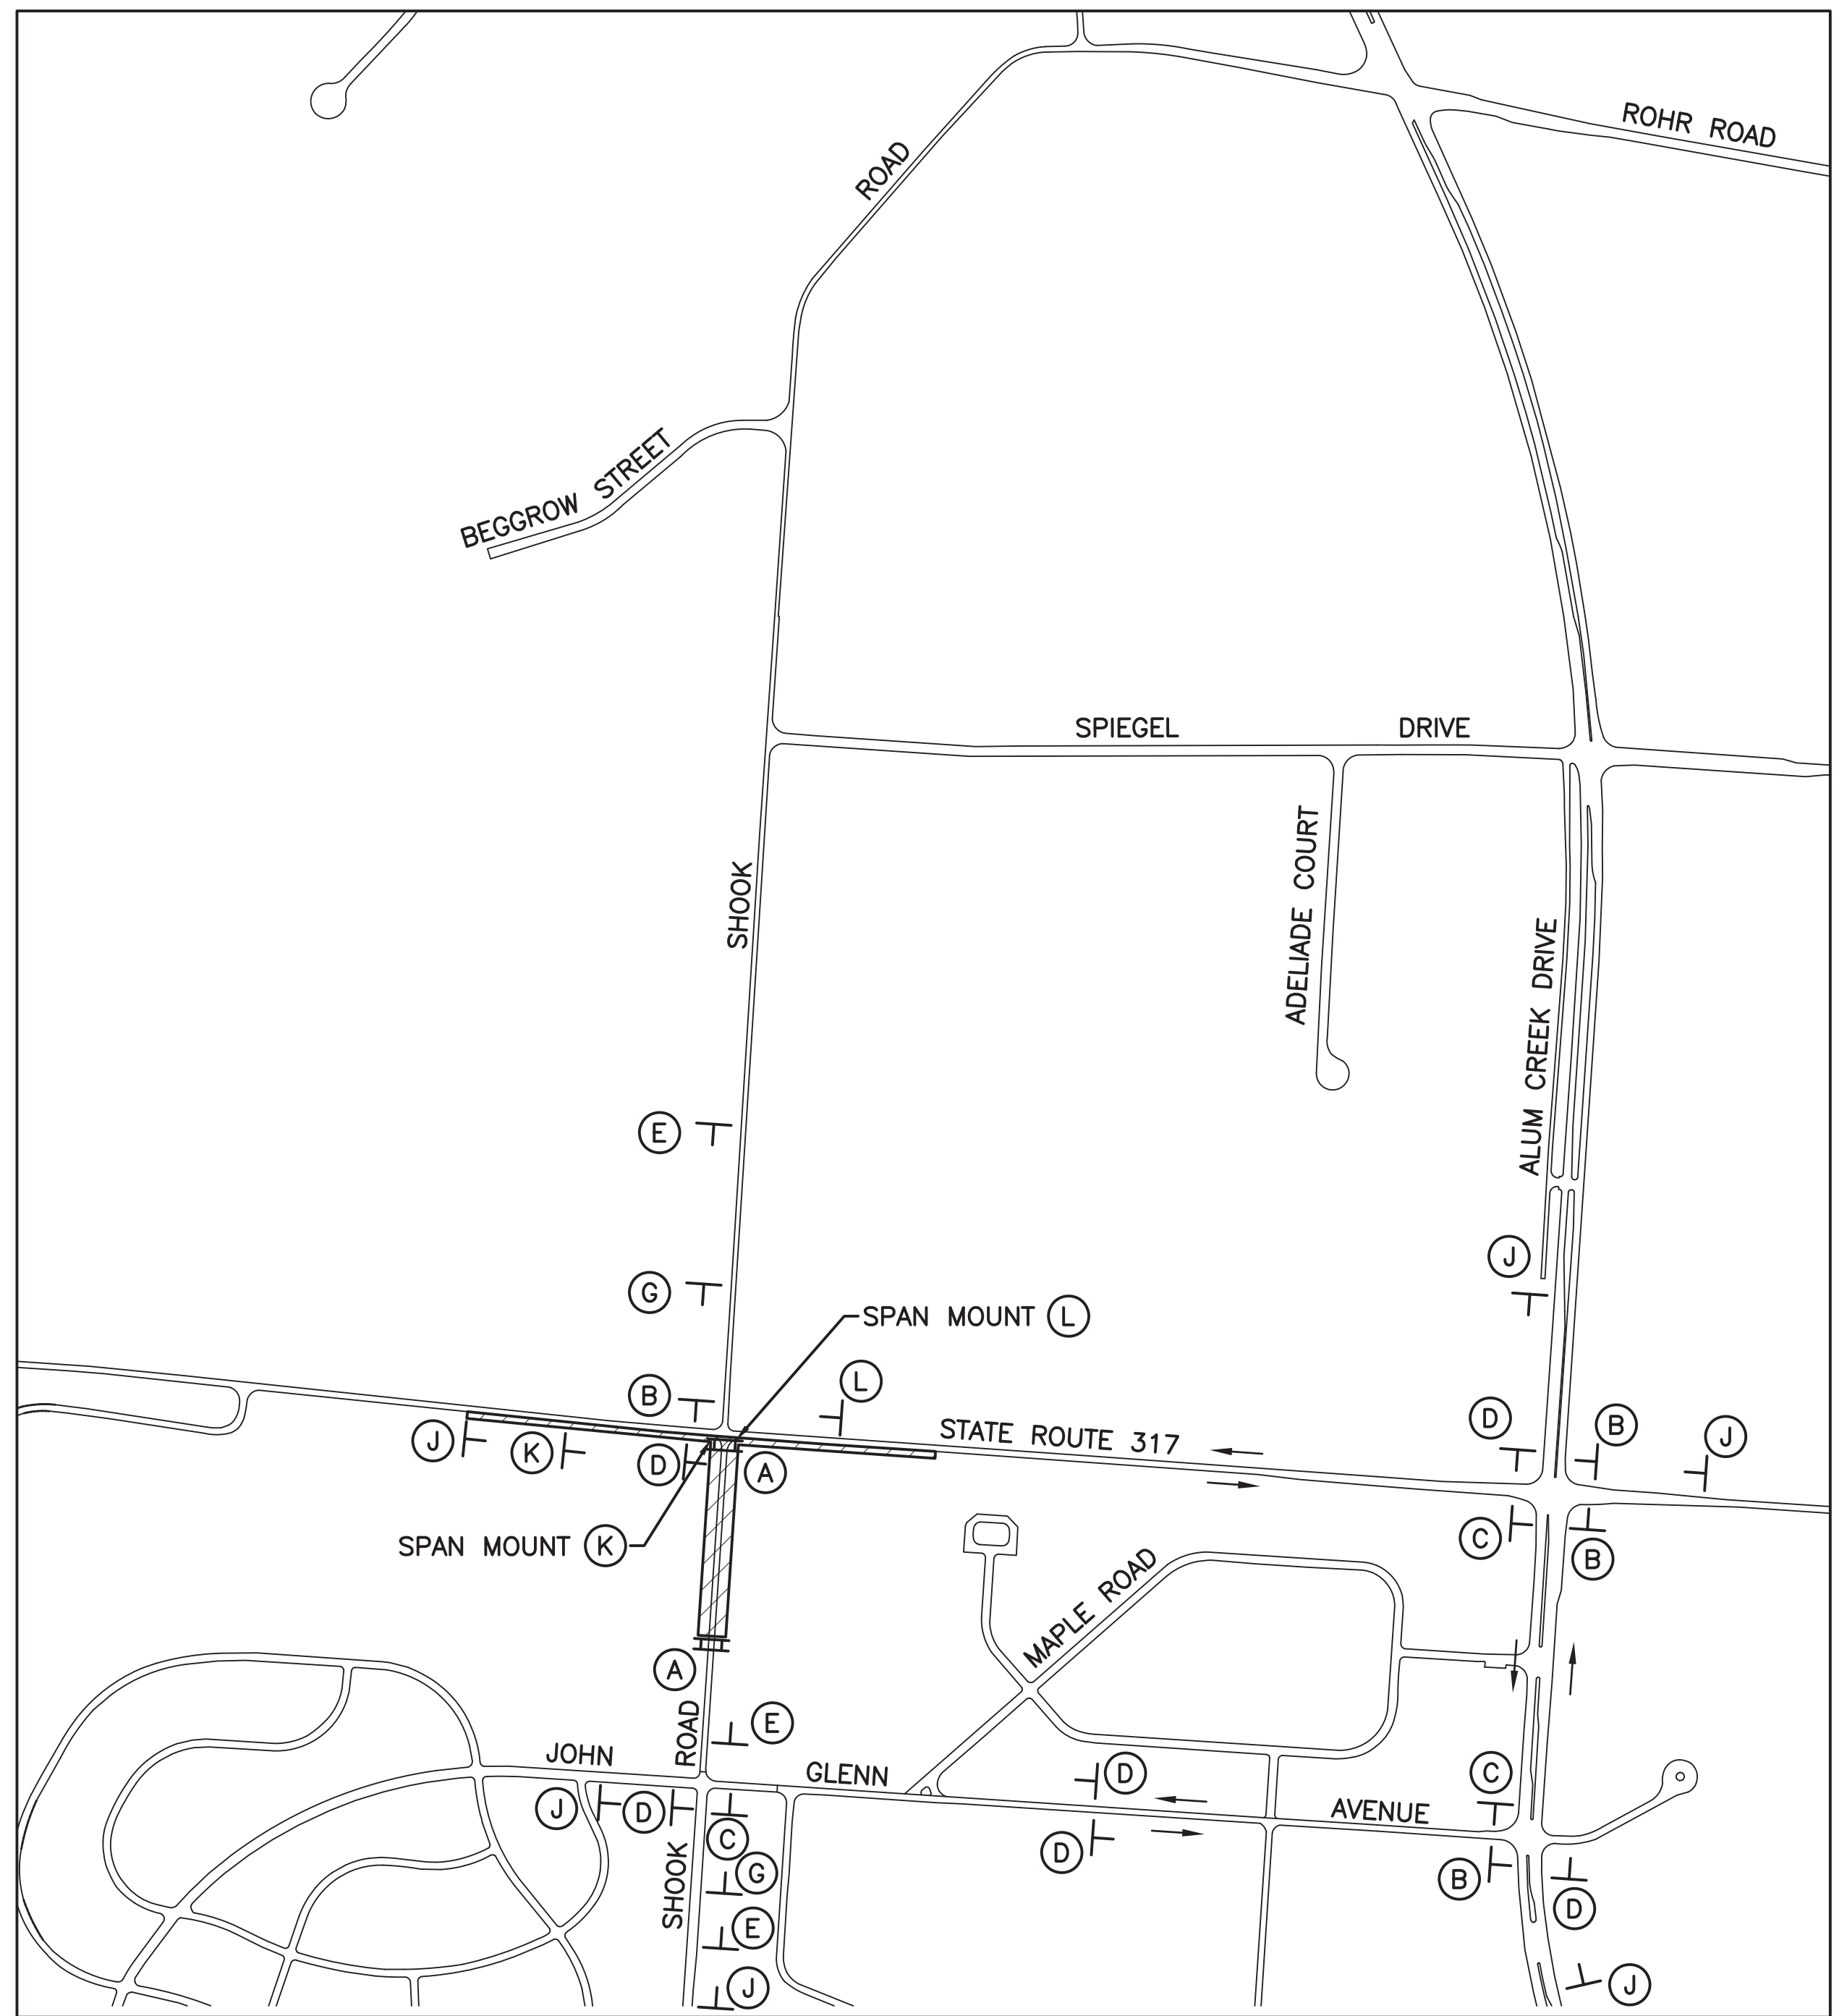 ROHR ROAD
ROAD
BEGGROW STREET
SPIEGEL DRIVE
SHOOK
ADELIADE COURT
ALUM CREEK DRIVE
E
J
G
SPAN MOUNT L
L
B
D
B
J
STATE ROUTE 317
J
K
D
A
C
SPAN MOUNT K
B
MAPLE ROAD
A
ROAD
E
JOHN
GLENN
D
C
AVENUE
J
D
C
D
SHOOK
G
B
D
E
J
J